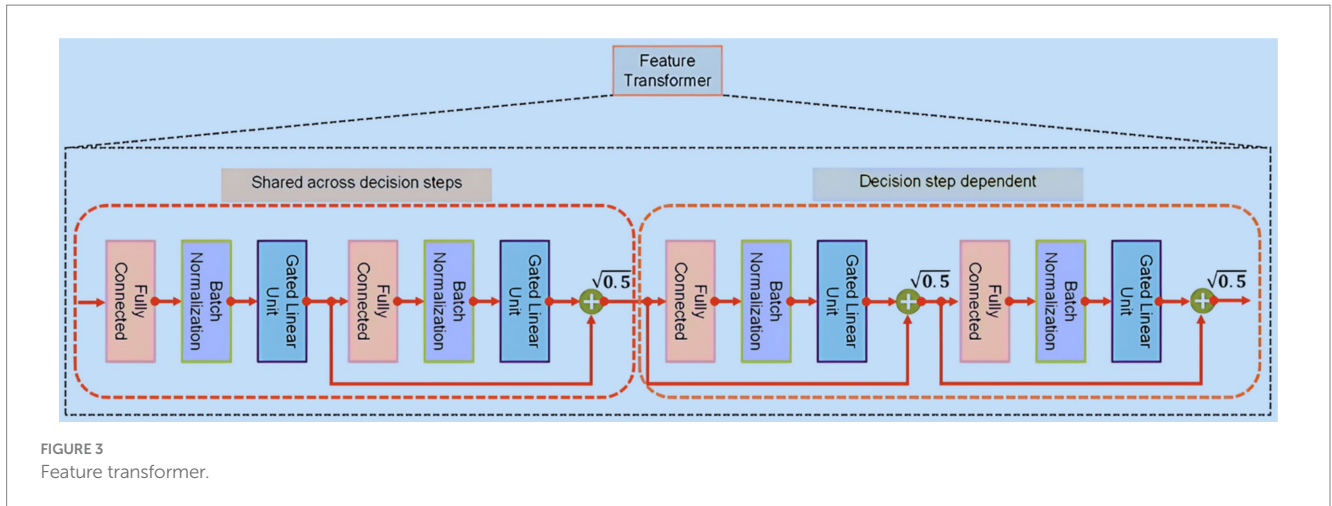 Feature
Transformer
Shared across decision steps
Decision step dependent
Fully
Connected
Batch
Normalization
Gated Linear
Unit
Fully
Connected
Batch
Normalization
Gated Linear
Unit
√0.5
Fully
Connected
Batch
Normalization
Gated Linear
Unit
√0.5
Fully
Connected
Batch
Normalization
Gated Linear
Unit
√0.5
FIGURE 3
Feature transformer.